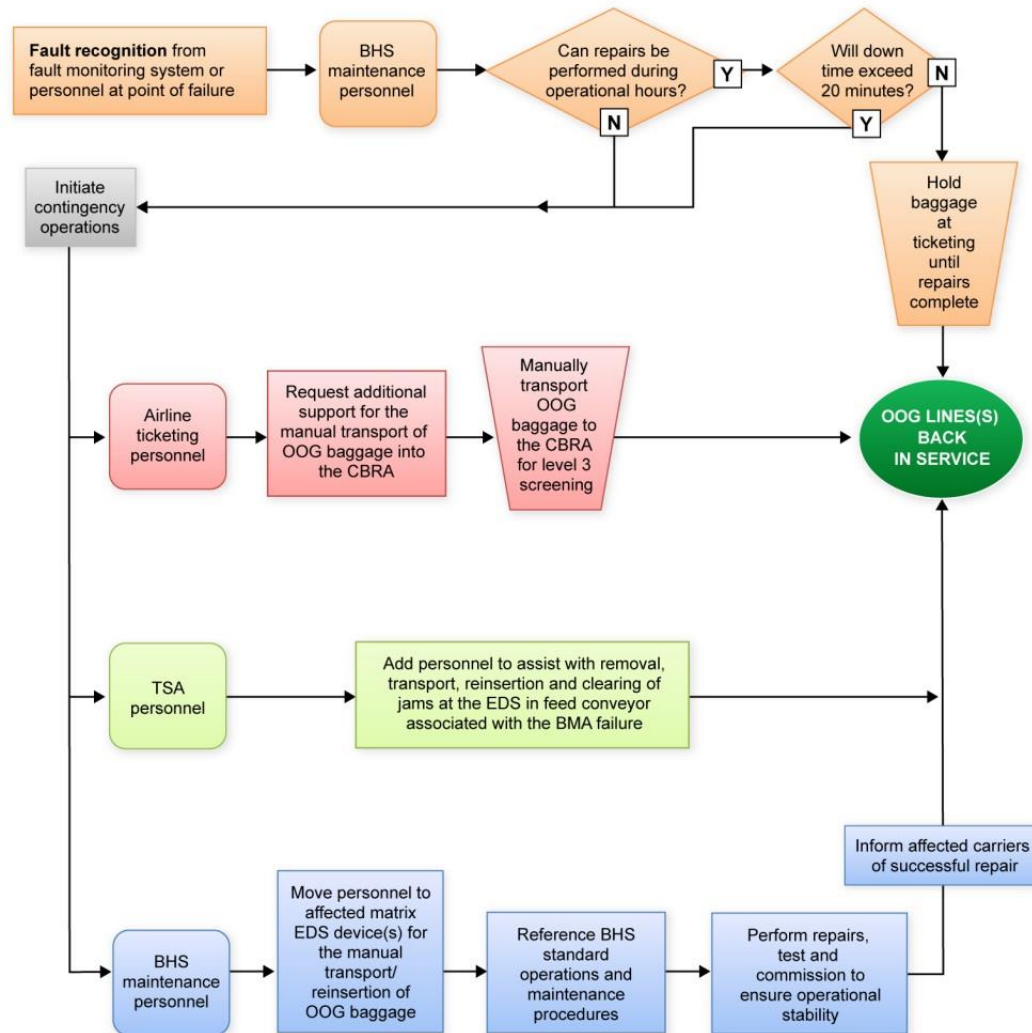 Fault recognition from
fault monitoring system or
personnel at point of failure
BHS
maintenance
personnel
Can repairs be
performed during
operational hours?
Y
N
Will down
time exceed
20 minutes?
N
Y
Initiate
contingency
operations
Hold
baggage
at
ticketing
until
repairs
complete
Airline
ticketing
personnel
Request additional
support for the
manual transport of
OOG baggage into
the CBRA
Manually
transport
OOG
baggage to
the CBRA
for level 3
screening
OOG LINES(S)
BACK
IN SERVICE
TSA
personnel
Add personnel to assist with removal,
transport, reinsertion and clearing of
jams at the EDS in feed conveyor
associated with the BMA failure
Inform affected carriers
of successful repair
BHS
maintenance
personnel
Move personnel to
affected matrix
EDS device(s) for
the manual
transport/
reinsertion of
OOG baggage
Reference BHS
standard
operations and
maintenance
procedures
Perform repairs,
test and
commission to
ensure operational
stability